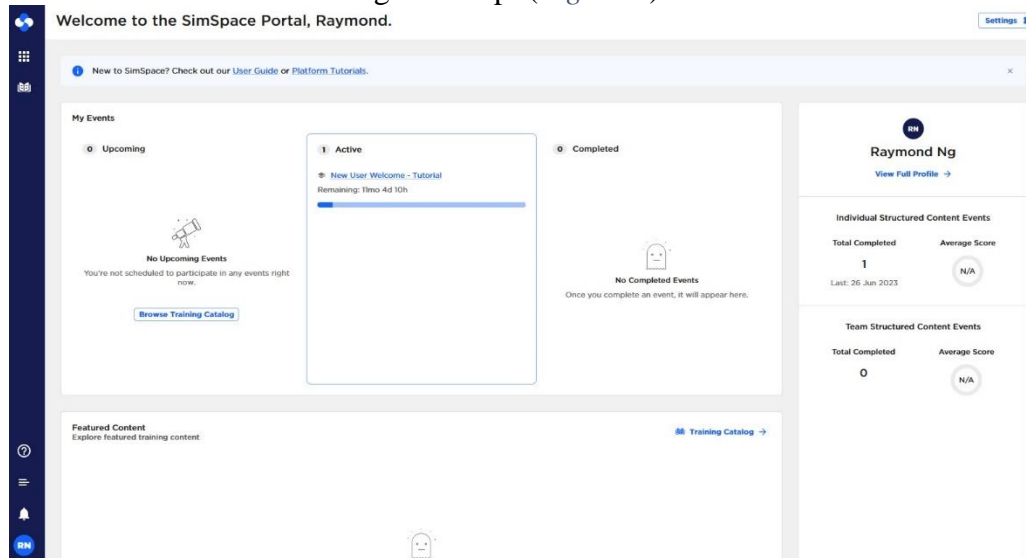 Welcome to the SimSpace Portal, Raymond.
Settings
New to SimSpace? Check out our User Guide or Platform Tutorials.
My Events
0 Upcoming
No Upcoming Events
You're not scheduled to participate in any events right
now.
Browse Training Catalog
1 Active
New User Welcome - Tutorial
Remaining: 11mo 4d 10h
0 Completed
No Completed Events
Once you complete an event, it will appear here.
RN
Raymond Ng
View Full Profile →
Individual Structured Content Events
Total Completed
1
Last: 26 Jun 2023
Average Score
N/A
Team Structured Content Events
Total Completed
0
Average Score
N/A
Featured Content
Explore featured training content
Training Catalog →
RN